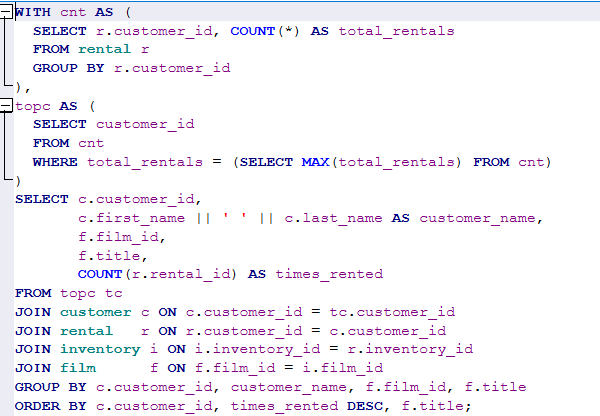 WITH cnt AS (
  SELECT r.customer_id, COUNT(*) AS total_rentals
  FROM rental r
  GROUP BY r.customer_id
),
topc AS (
  SELECT customer_id
  FROM cnt
  WHERE total_rentals = (SELECT MAX(total_rentals) FROM cnt)
)
SELECT c.customer_id,
       c.first_name || ' ' || c.last_name AS customer_name,
       f.film_id,
       f.title,
       COUNT(r.rental_id) AS times_rented
FROM topc tc
JOIN customer c ON c.customer_id = tc.customer_id
JOIN rental   r ON r.customer_id = c.customer_id
JOIN inventory i ON i.inventory_id = r.inventory_id
JOIN film      f ON f.film_id = i.film_id
GROUP BY c.customer_id, customer_name, f.film_id, f.title
ORDER BY c.customer_id, times_rented DESC, f.title;